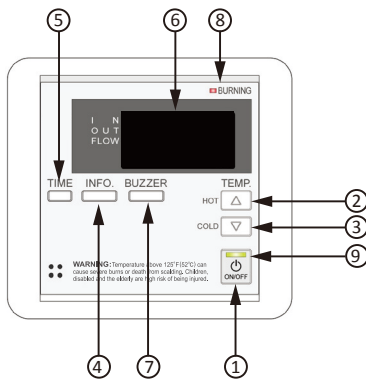 5
6
8
BURNING
I N
OUT
FLOW
TIME INFO. BUZZER TEMP.
HOT
2
COLD
3
WARNING: Temperature above 125°F(52°C) can
cause severe burns or death from scalding. Children,
disabled and the elderly are high risk of being injured.
ON/OFF
9
4
7
1